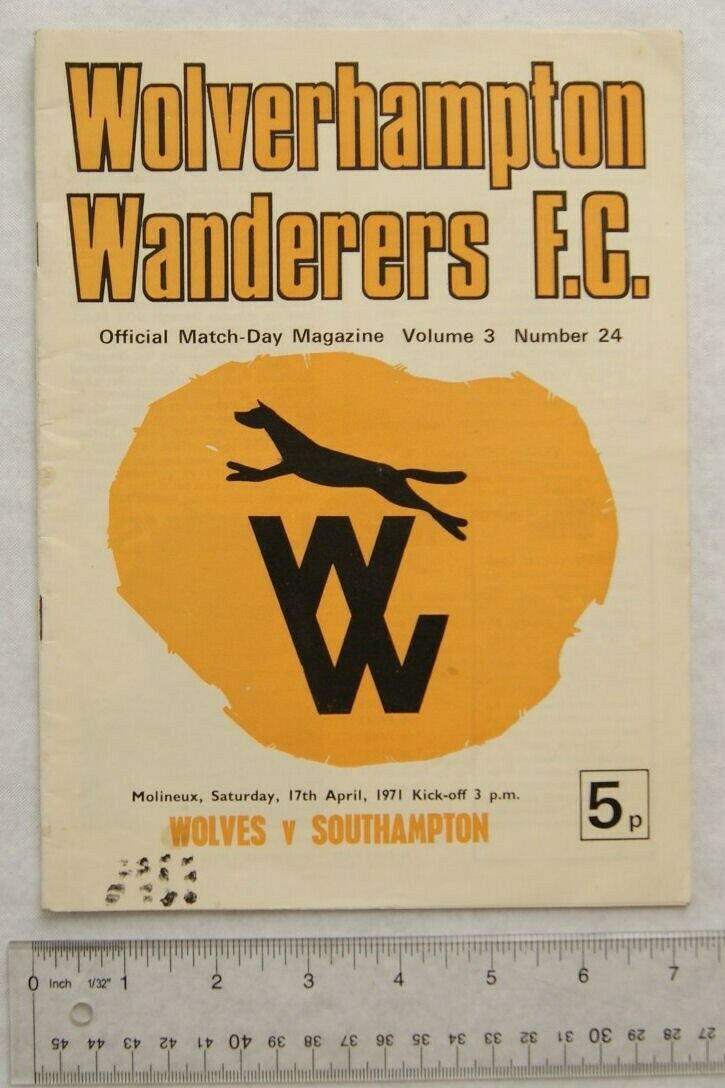 Wolverhampton
Wanderers F.C.
Official Match-Day Magazine Volume 3 Number 24
W
W
Molineux, Saturday, 17th April, 1971 Kick-off 3 p.m.
WOLVES v SOUTHAMPTON
5p
0 Inch 1/32" 1 2 3 4 5 6 7
45 44 43 42 41 40 39 38 37 36 35 34 33 32 31 30 29 28 27